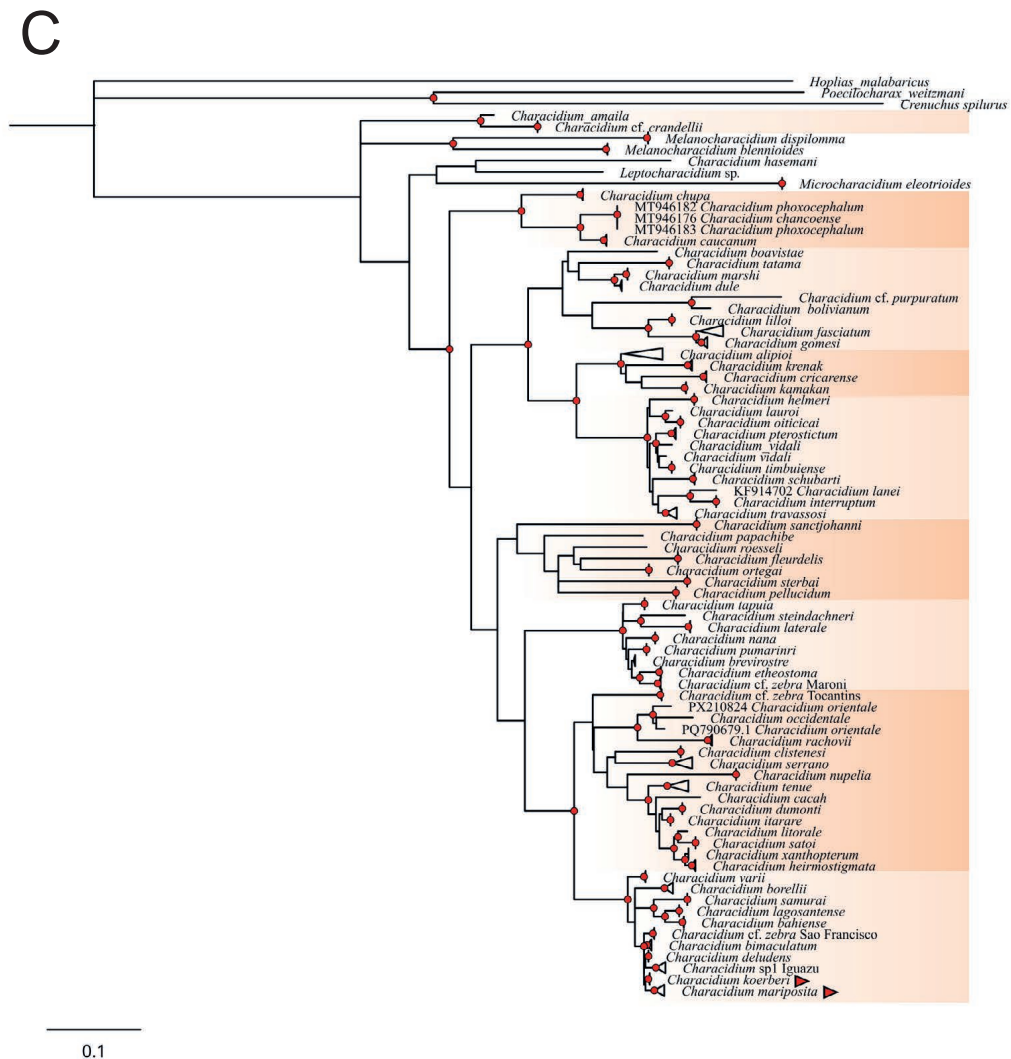 C
Hoplias_malabaricus
Poecilocharax_weitzmani
Crenuchus spilurus
Characidium_amaila
Characidium cf. crandellii
Melanocharacidium dispilomma
Melanocharacidium blennioides
Characidium hasemani
Leptocharacidium sp.
Microcharacidium eleotrioides
Characidium chupa
MT946182 Characidium phoxocephalum
MT946176 Characidium chancoense
MT946183 Characidium phoxocephalum
Characidium caucanum
Characidium boavistae
Characidium tatama
Characidium marshi
Characidium dule
Characidium cf. purpuratum
Characidium bolivianum
Characidium lilloi
Characidium fasciatum
Characidium gomesi
Characidium alipioi
Characidium krenak
Characidium cricarense
Characidium kamakan
Characidium helmeri
Characidium lauroi
Characidium oiticicai
Characidium pterostictum
Characidium_vidali
Characidium vidali
Characidium timbuiense
Characidium schubarti
KF914702 Characidium lanei
Characidium interruptum
Characidium travassosi
Characidium sanctjohanni
Characidium papachibe
Characidium roesseli
Characidium fleurdelis
Characidium ortegai
Characidium sterbai
Characidium pellucidum
Characidium tapuia
Characidium steindachneri
Characidium laterale
Characidium nana
Characidium pumarinri
Characidium brevirostre
Characidium etheostoma
Characidium cf. zebra Maroni
Characidium cf. zebra Tocantins
PX210824 Characidium orientale
Characidium occidentale
PQ790679.1 Characidium orientale
Characidium rachovii
Characidium clistenesi
Characidium serrano
Characidium nupelia
Characidium tenue
Characidium cacah
Characidium dumonti
Characidium itarare
Characidium litorale
Characidium satoi
Characidium xanthopterum
Characidium heirmostigmata
Characidium varii
Characidium borellii
Characidium samurai
Characidium lagosantense
Characidium bahiense
Characidium cf. zebra Sao Francisco
Characidium bimaculatum
Characidium deludens
Characidium sp1 Iguazu
Characidium koerberi
Characidium mariposita
0.1